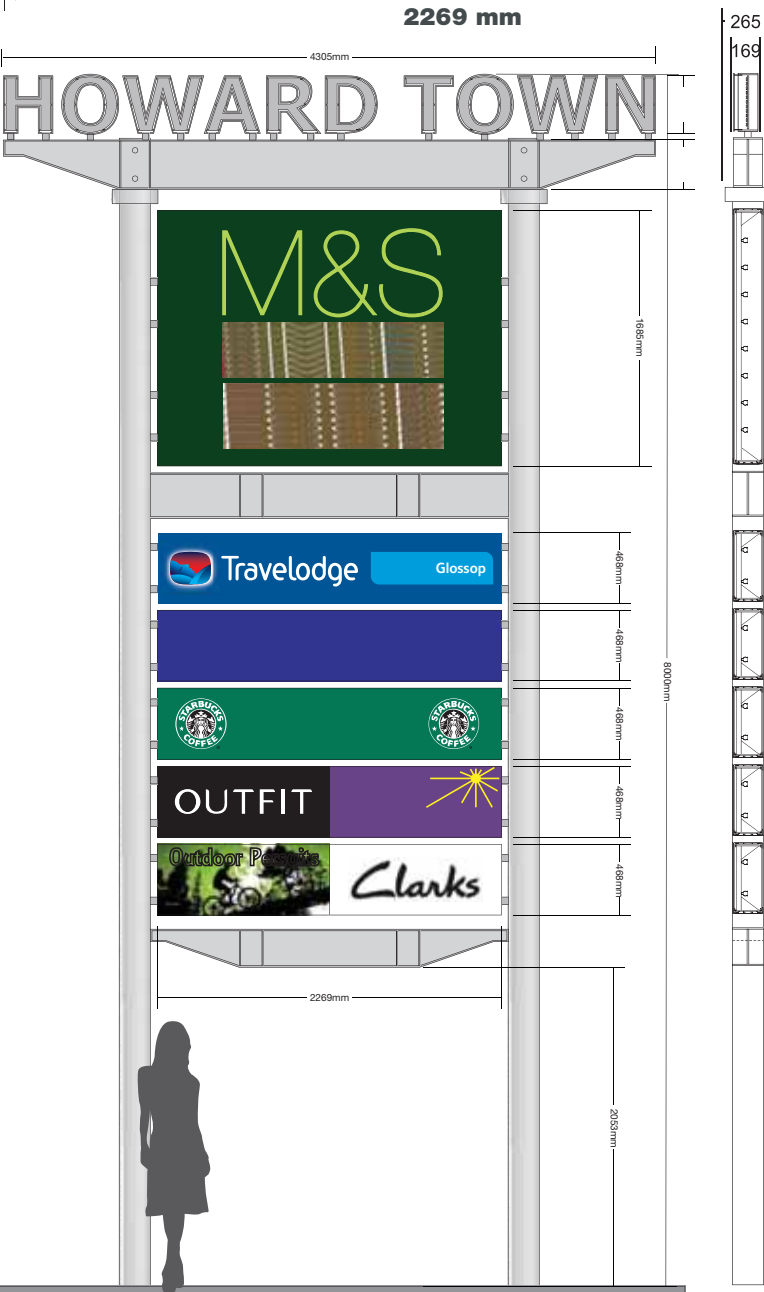 2269 mm
265
169
4305mm
HOWARD TOWN
M&S
1685mm
Travelodge
Glossop
468mm
468mm
8000mm
STARBUCKS
COFFEE
STARBUCKS
COFFEE
468mm
OUTFIT
468mm
Outdoor Persuits
Clarks
468mm
2269mm
2053mm